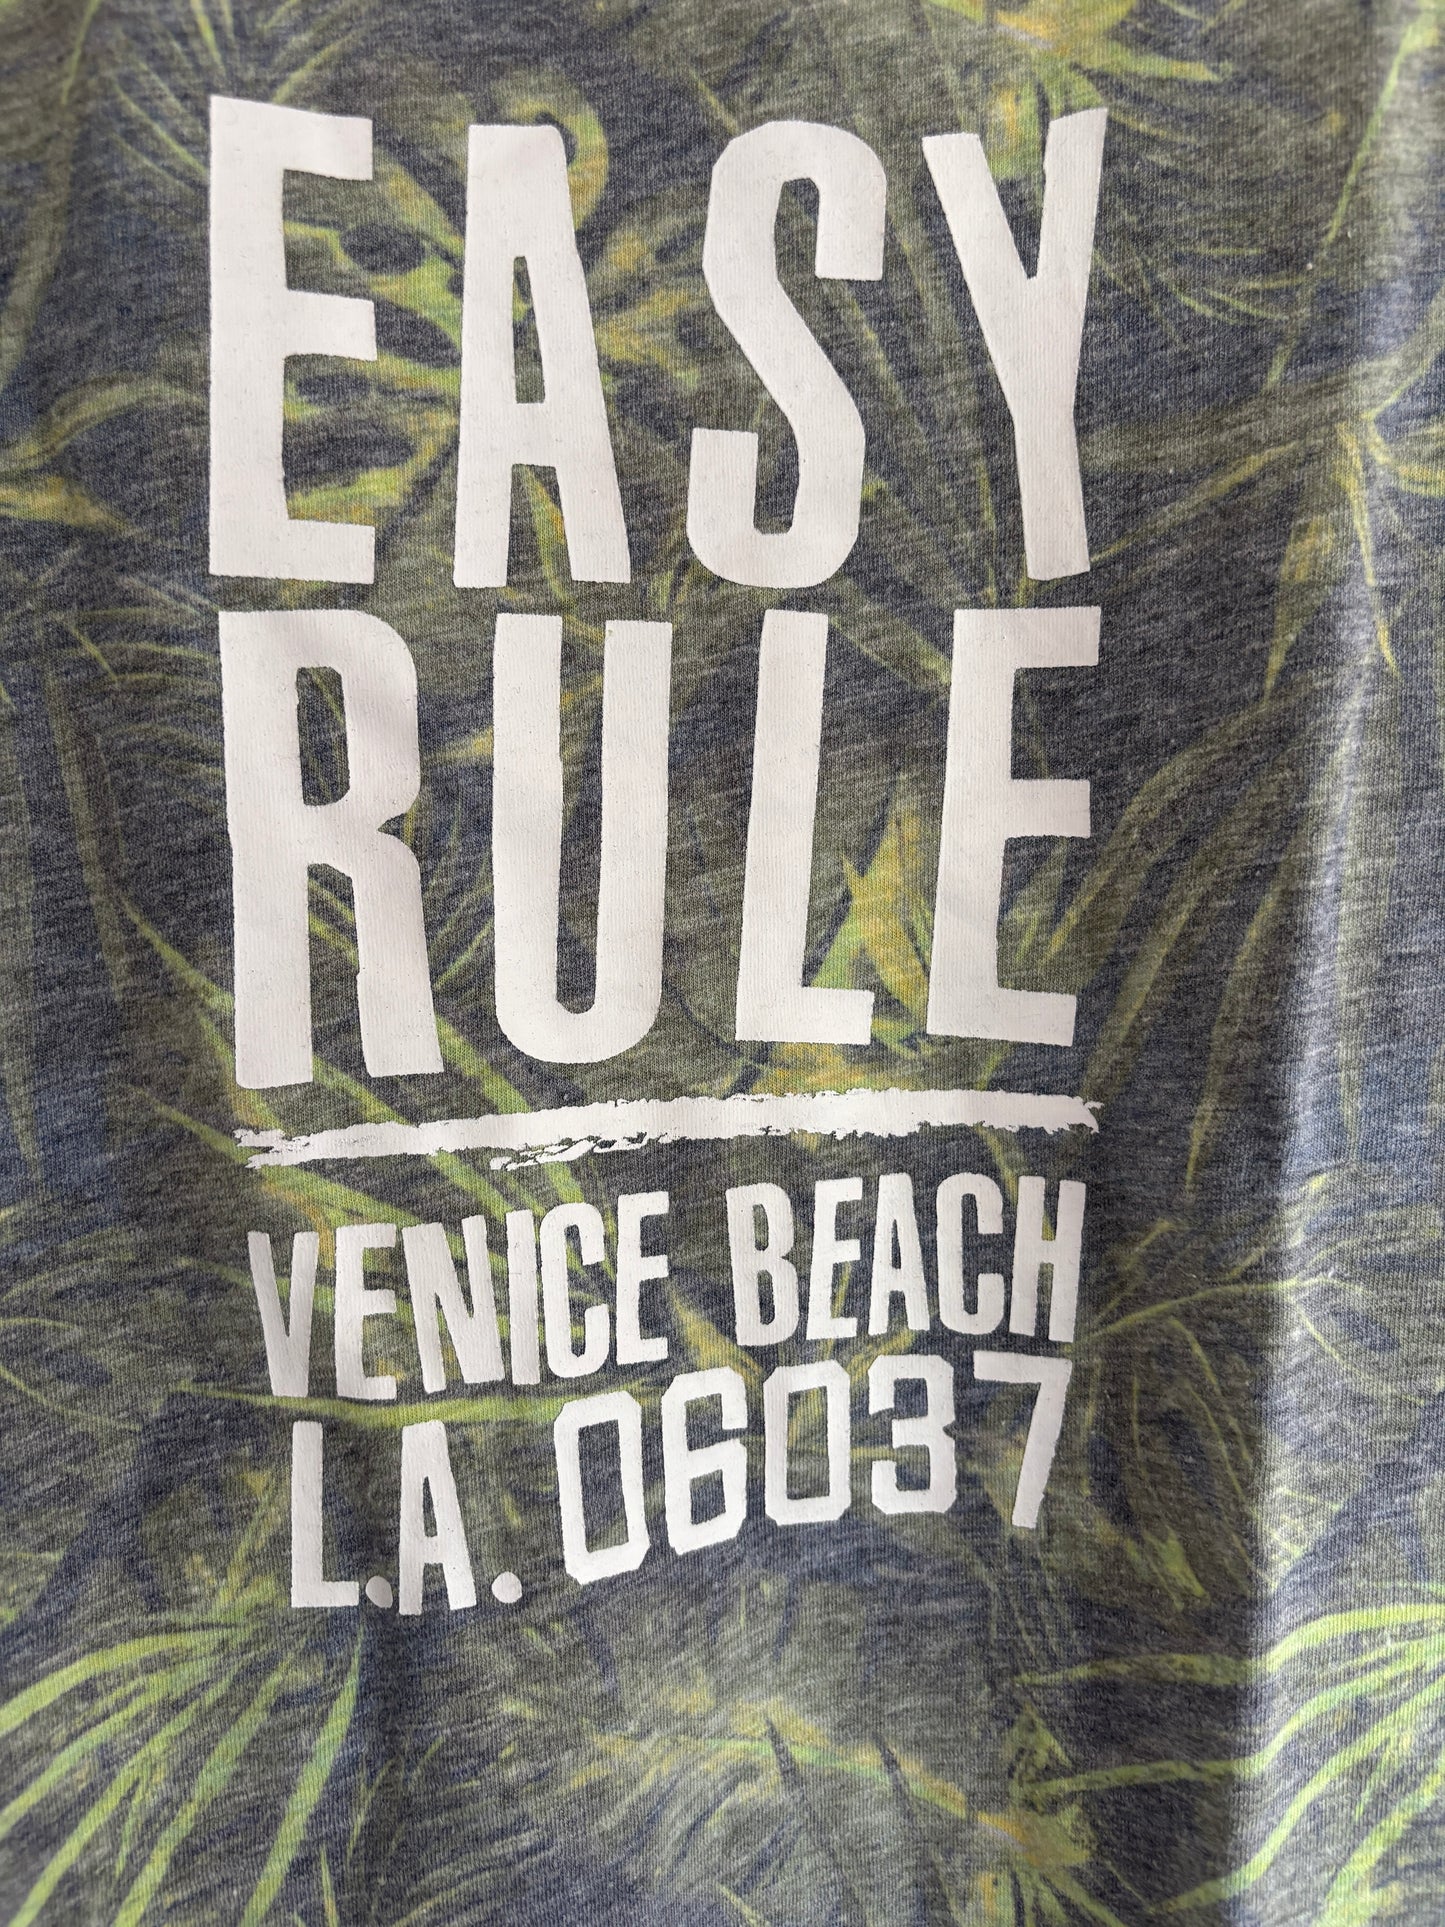 EASY
RULE
VENICE BEACH
L.A. 06037